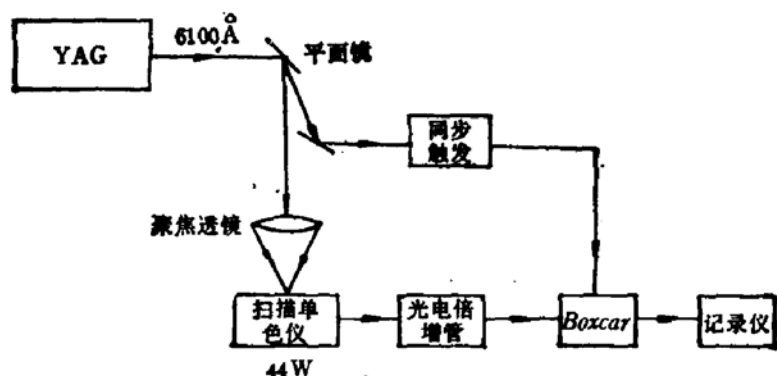 YAG
6100Å
平面镜
同步
触发
聚焦透镜
扫描单
色仪
光电倍
增管
Boxcar
记录仪
44W